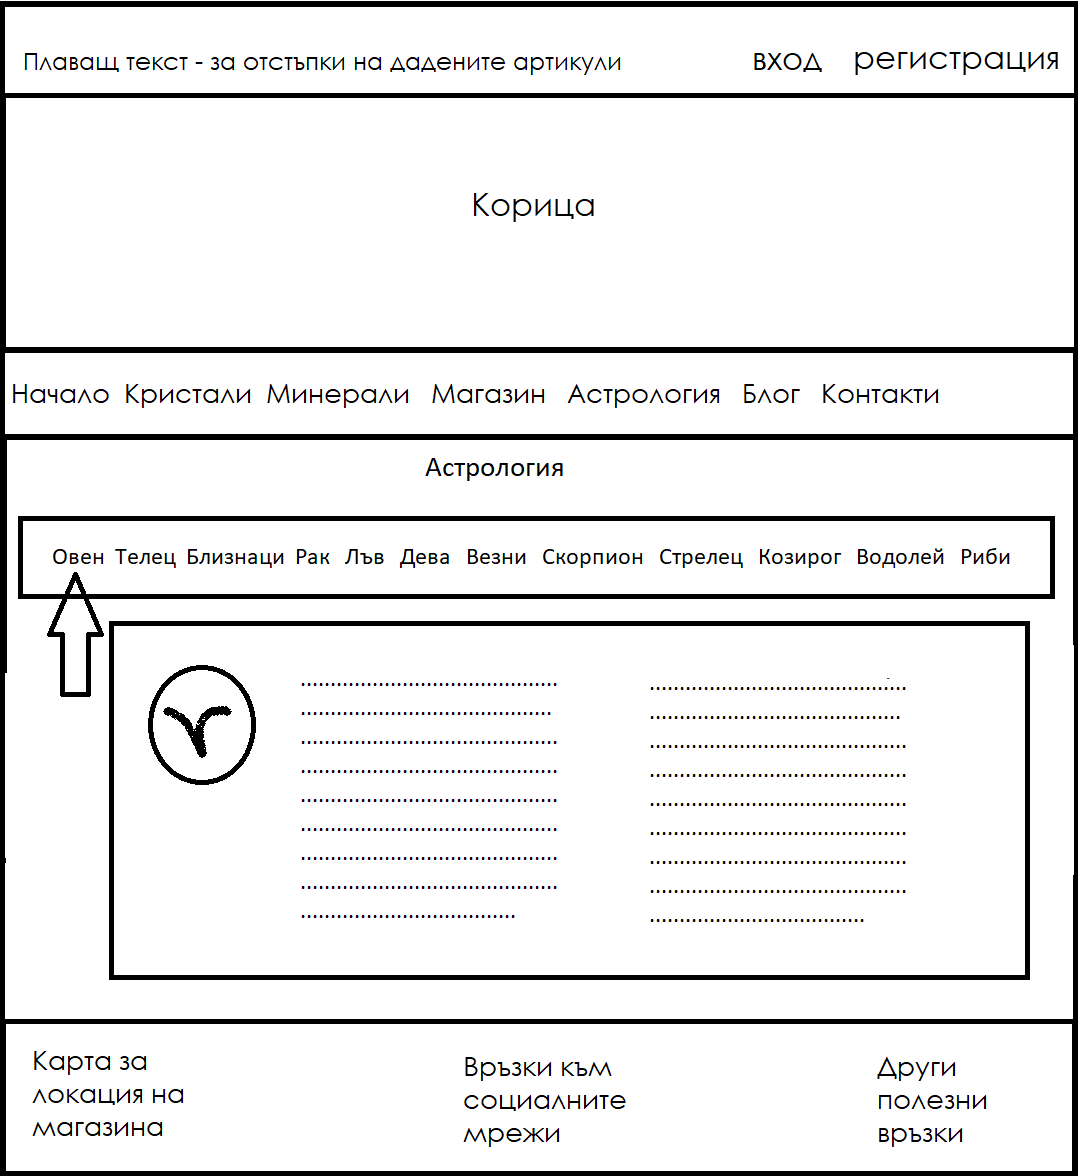 Плаващ текст - за отстъпки на дадените артикули
вход регистрация
Корица
Начало Кристали Минерали Магазин Астрология Блог Контакти
Астрология
Овен Телец Близнаци Рак Лъв Дева Везни Скорпион Стрелец Козирог Водолей Риби
Карта за
локация на
магазина
Връзки към
социалните
мрежи
Други
полезни
връзки